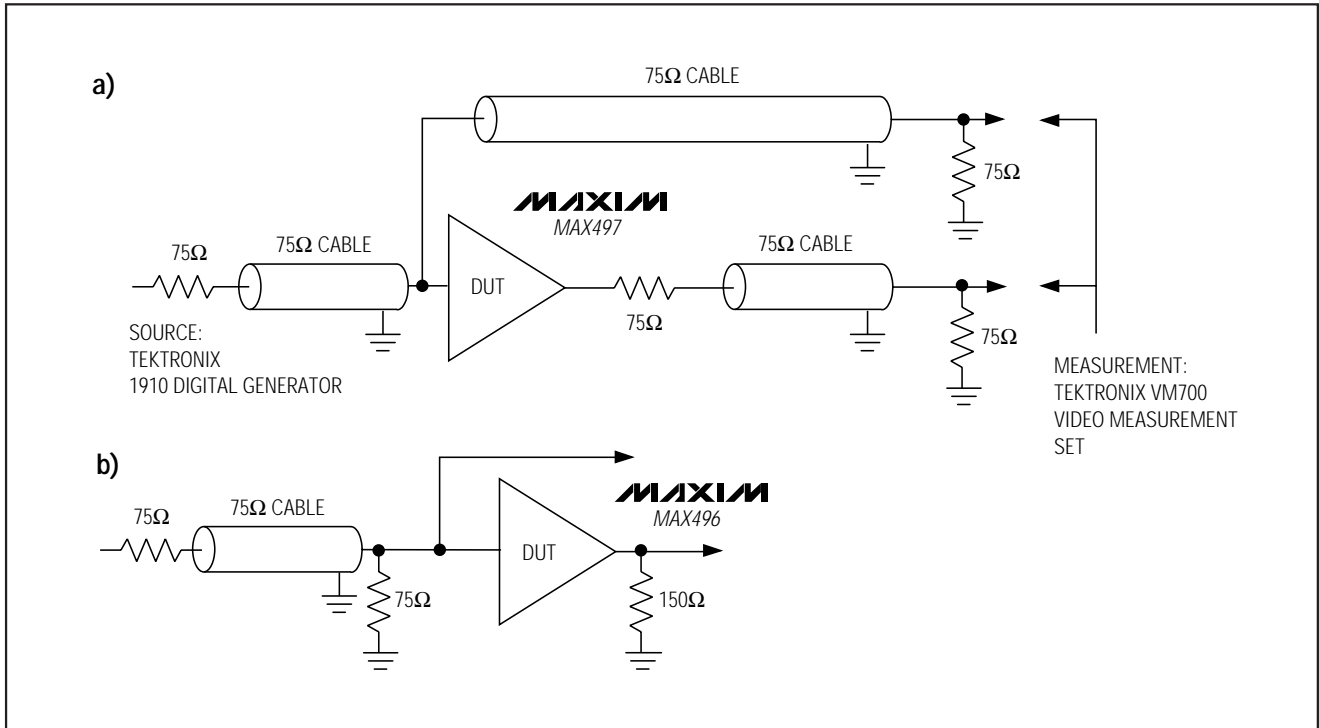 a)
75Ω CABLE
75Ω
MAXIM
MAX497
75Ω
75Ω CABLE
75Ω CABLE
DUT
75Ω
75Ω
SOURCE:
TEKTRONIX
1910 DIGITAL GENERATOR
MEASUREMENT:
TEKTRONIX VM700
VIDEO MEASUREMENT
SET
b)
MAXIM
MAX496
75Ω
75Ω CABLE
DUT
75Ω
150Ω